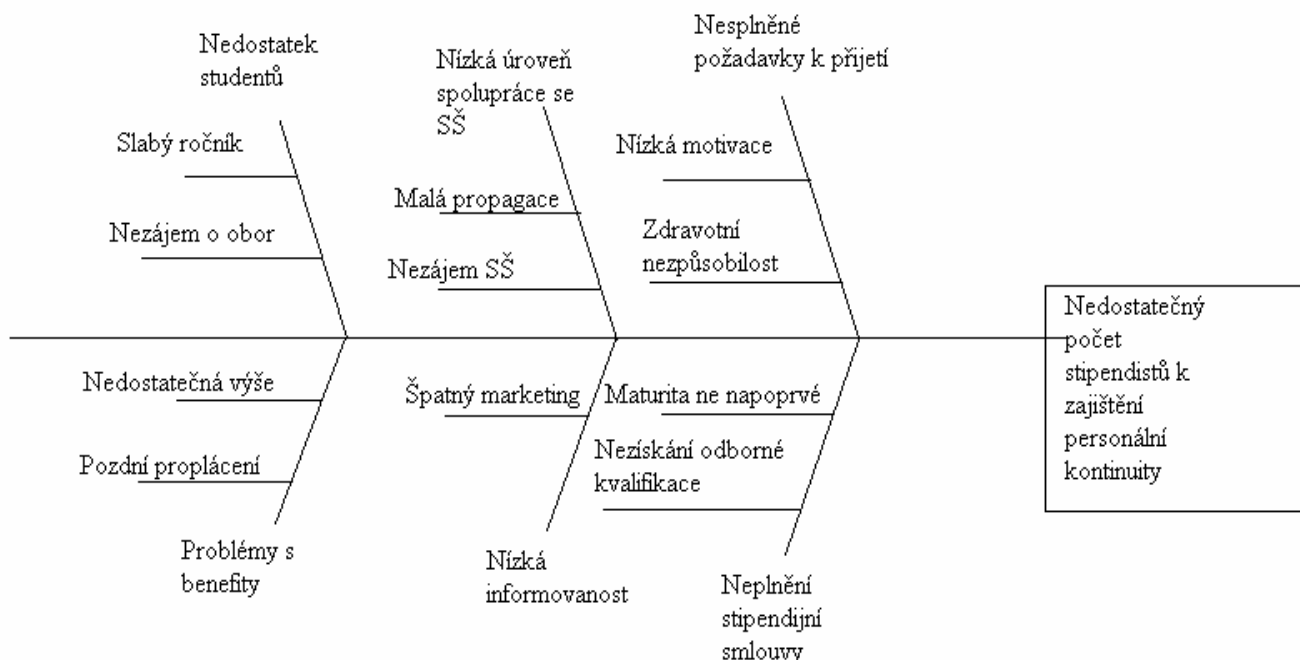 Nedostatek
studentů
Slabý ročník
Nezájem o obor
Nízká úroveň
spolupráce se
SŠ
Malá propagace
Nezájem SŠ
Nesplněné
požadavky k přijetí
Nízká motivace
Zdravotní
nezpůsobilost
Nedostatečný
počet
stipendistů k
zajištění
personální
kontinuity
Nedostatečná výše
Pozdní proplácení
Problémy s
benefity
Špatný marketing
Nízká
informovanost
Maturita ne napoprvé
Nezískání odborné
kvalifikace
Neplnění
stipendijní
smlouvy